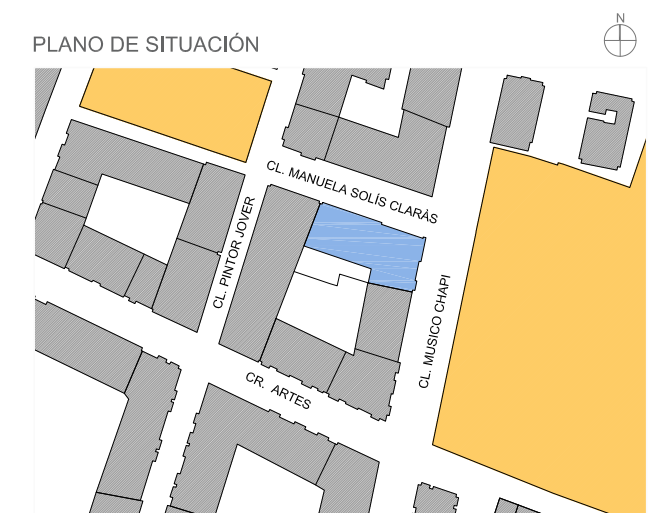 N
PLANO DE SITUACIÓN
CL. MANUELA SOLÍS CLARÁS
CL. PINTOR JOVER
CL. MUSICO CHAPI
CR. ARTES